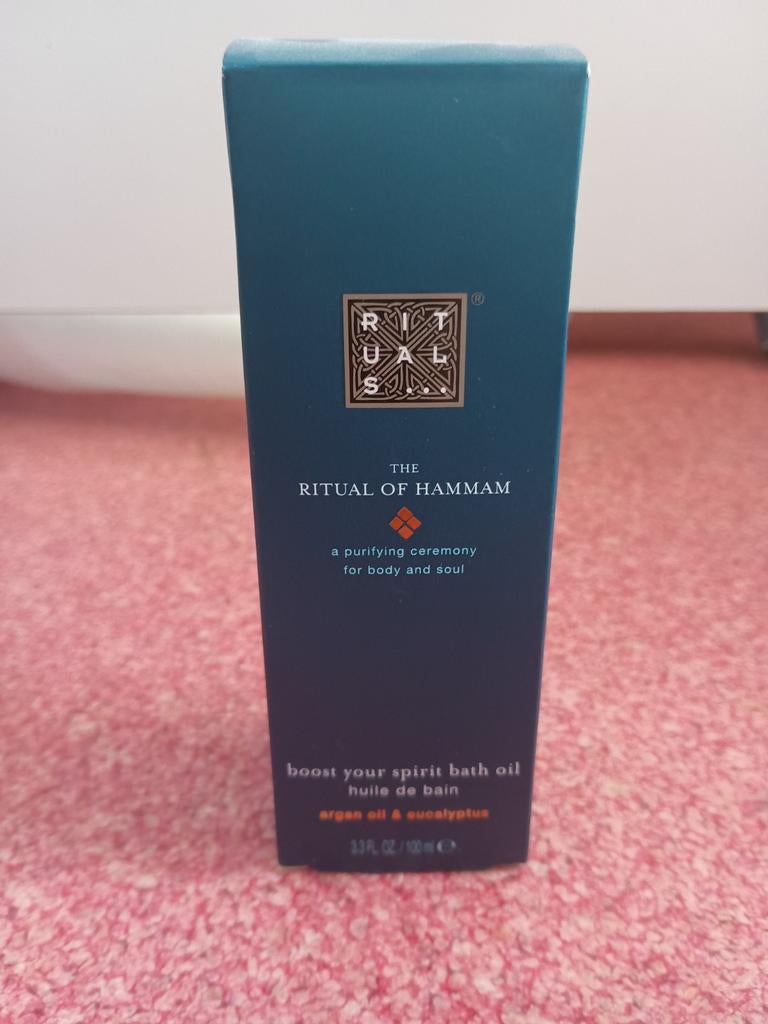 RIT
UAL
S...
®
THE
RITUAL OF HAMMAM
a purifying ceremony
for body and soul
boost your spirit bath oil
huile de bain
argan oil & eucalyptus
3.3 FL. OZ. / 100 ml ℮